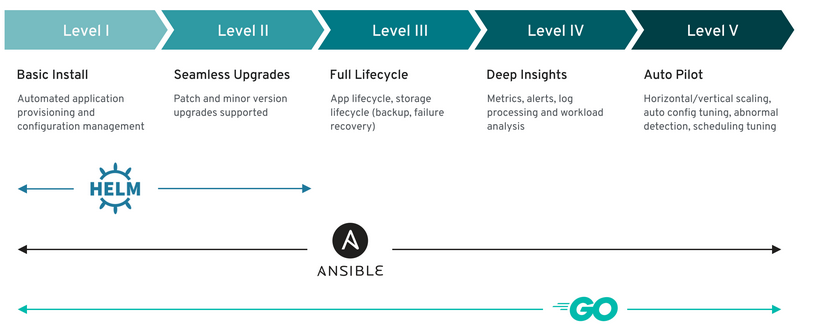 Level I
Level II
Level III
Level IV
Level V
Basic Install
Automated application
provisioning and
configuration management
Seamless Upgrades
Patch and minor version
upgrades supported
Full Lifecycle
App lifecycle, storage
lifecycle (backup, failure
recovery)
Deep Insights
Metrics, alerts, log
processing and workload
analysis
Auto Pilot
Horizontal/vertical scaling,
auto config tuning, abnormal
detection, scheduling tuning
HELM
ANSIBLE
GO